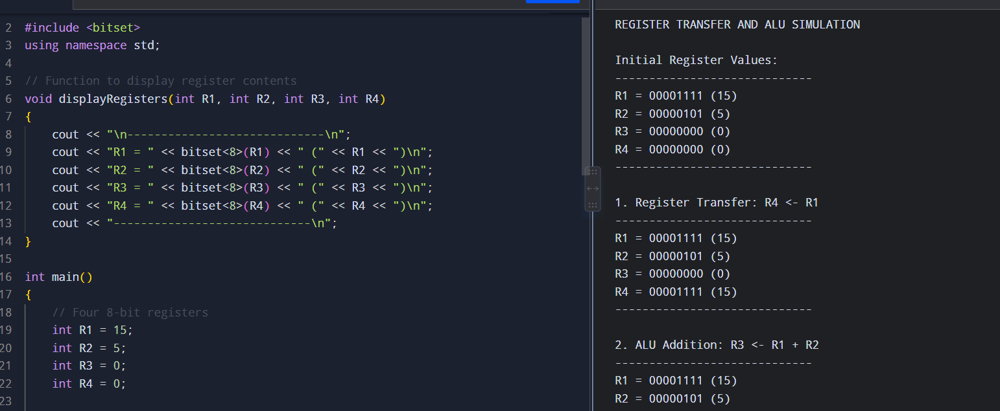 2 #include <bitset>
3 using namespace std;
4
5 // Function to display register contents
6 void displayRegisters(int R1, int R2, int R3, int R4)
7 {
8     cout << "\n-----------------------------\n";
9     cout << "R1 = " << bitset<8>(R1) << " (" << R1 << ")\n";
10     cout << "R2 = " << bitset<8>(R2) << " (" << R2 << ")\n";
11     cout << "R3 = " << bitset<8>(R3) << " (" << R3 << ")\n";
12     cout << "R4 = " << bitset<8>(R4) << " (" << R4 << ")\n";
13     cout << "-----------------------------\n";
14 }
15
16 int main()
17 {
18     // Four 8-bit registers
19     int R1 = 15;
20     int R2 = 5;
21     int R3 = 0;
22     int R4 = 0;
23
REGISTER TRANSFER AND ALU SIMULATION
Initial Register Values:
-----------------------------
R1 = 00001111 (15)
R2 = 00000101 (5)
R3 = 00000000 (0)
R4 = 00000000 (0)
-----------------------------
1. Register Transfer: R4 <- R1
-----------------------------
R1 = 00001111 (15)
R2 = 00000101 (5)
R3 = 00000000 (0)
R4 = 00001111 (15)
-----------------------------
2. ALU Addition: R3 <- R1 + R2
-----------------------------
R1 = 00001111 (15)
R2 = 00000101 (5)